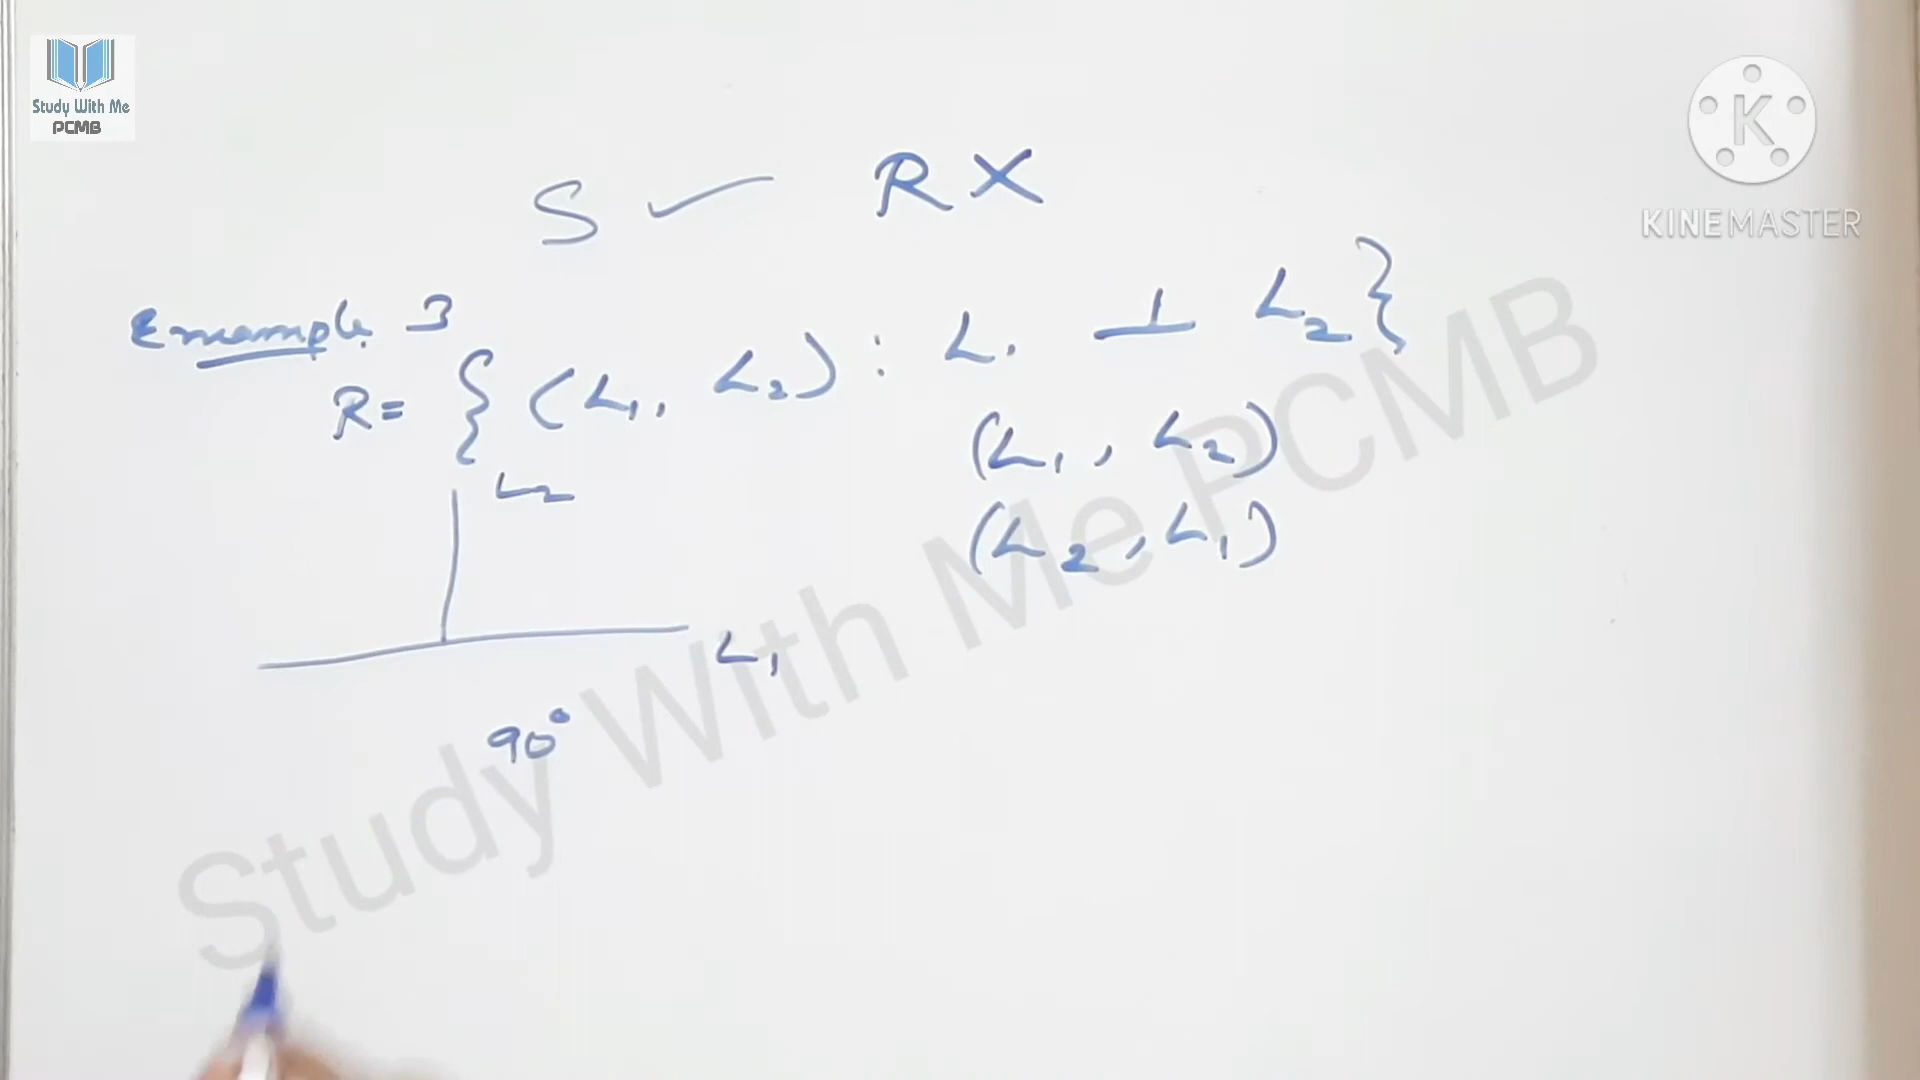 Study With Me
PCMB
KINEMASTER
S ✓ R X
Example 3
R = { (L₁, L₂) : L₁ ⊥ L₂ }
(L₁, L₂)
(L₂, L₁)
L₂
L₁
90°
Study With Me PCMB